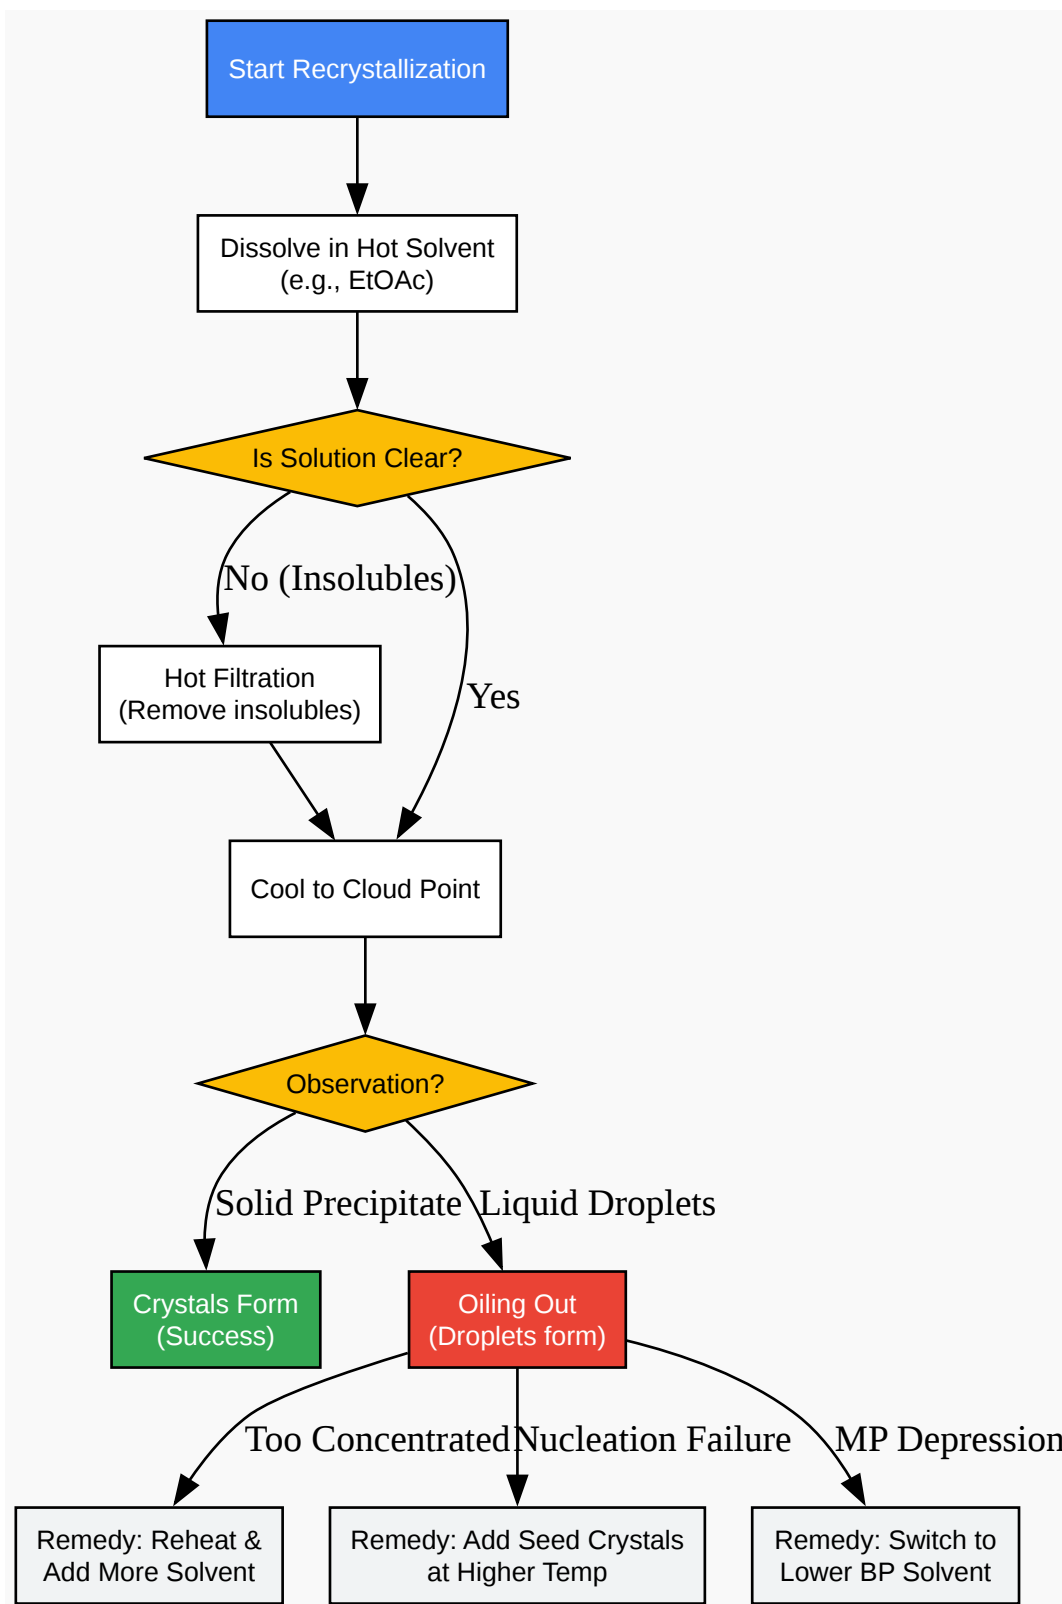 Start Recrystallization
Dissolve in Hot Solvent
(e.g., EtOAc)
Is Solution Clear?
No (Insolubles)
Hot Filtration
(Remove insolubles)
Yes
Cool to Cloud Point
Observation?
Solid Precipitate
Liquid Droplets
Crystals Form
(Success)
Oiling Out
(Droplets form)
Too Concentrated
Nucleation Failure
MP Depression
Remedy: Reheat &
Add More Solvent
Remedy: Add Seed Crystals
at Higher Temp
Remedy: Switch to
Lower BP Solvent